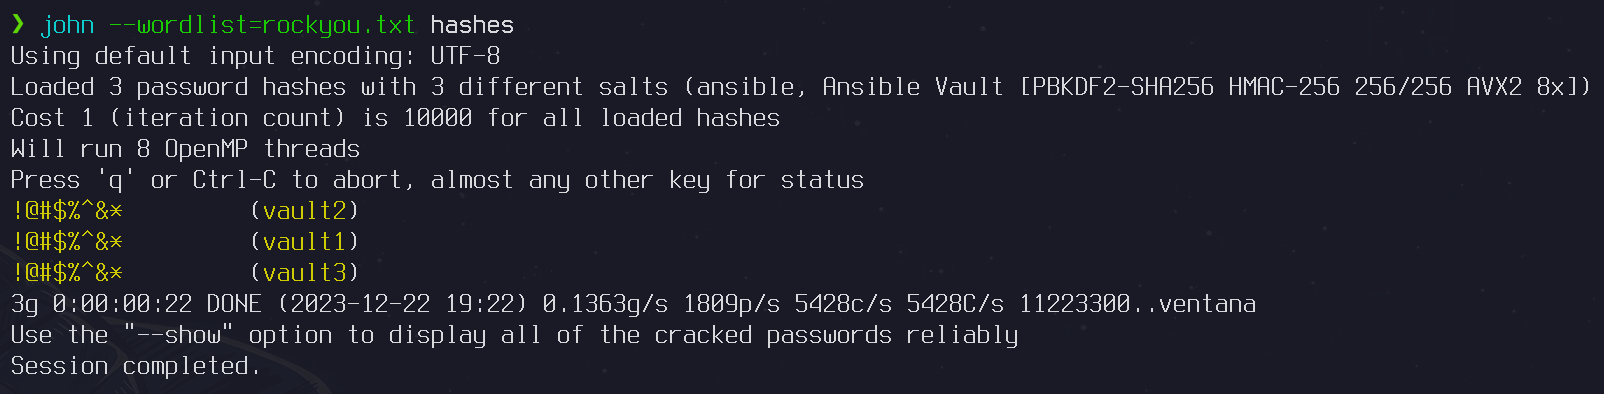 ❯ john --wordlist=rockyou.txt hashes
Using default input encoding: UTF-8
Loaded 3 password hashes with 3 different salts (ansible, Ansible Vault [PBKDF2-SHA256 HMAC-256 256/256 AVX2 8x])
Cost 1 (iteration count) is 10000 for all loaded hashes
Will run 8 OpenMP threads
Press 'q' or Ctrl-C to abort, almost any other key for status
!@#$%^&*         (vault2)
!@#$%^&*         (vault1)
!@#$%^&*         (vault3)
3g 0:00:00:22 DONE (2023-12-22 19:22) 0.1363g/s 1809p/s 5428c/s 5428C/s 11223300..ventana
Use the "--show" option to display all of the cracked passwords reliably
Session completed.